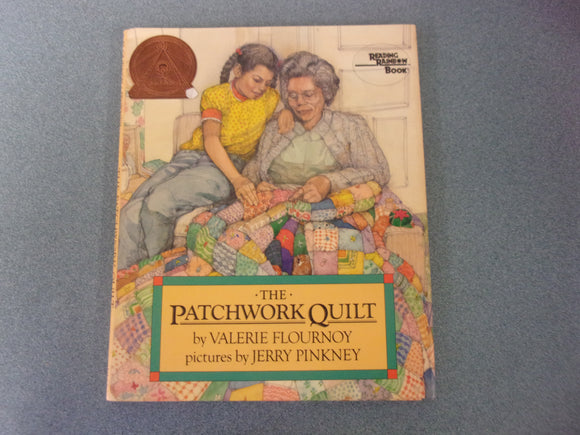 READING
RAINBOW
BOOK
· THE ·
PATCHWORK QUILT
by VALERIE FLOURNOY
pictures by JERRY PINKNEY